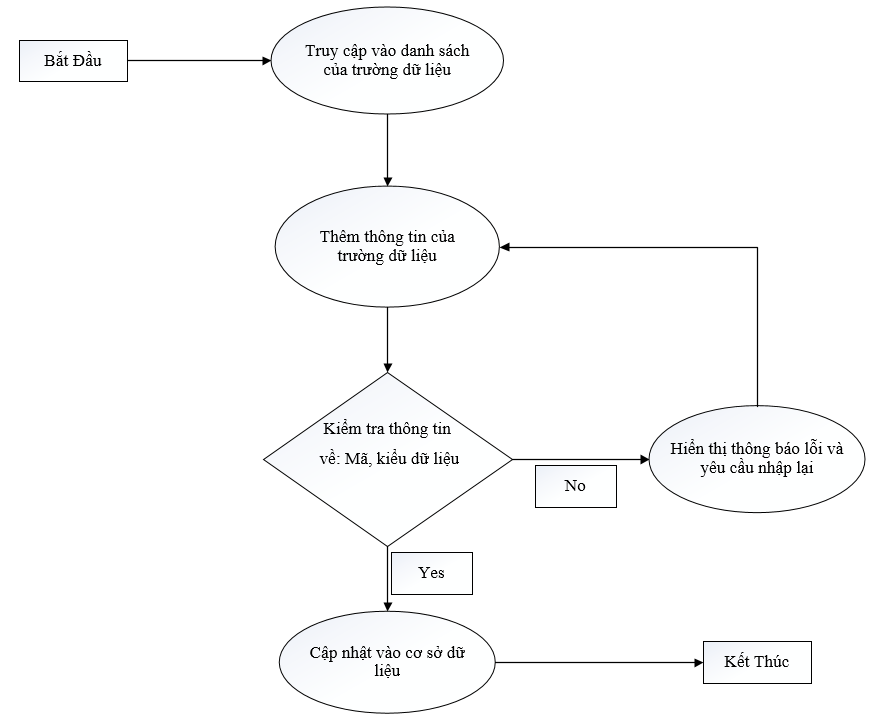 Bắt Đầu
Truy cập vào danh sách
của trường dữ liệu
Thêm thông tin của
trường dữ liệu
Kiểm tra thông tin
về: Mã, kiểu dữ liệu
Hiển thị thông báo lỗi và
yêu cầu nhập lại
No
Yes
Cập nhật vào cơ sở dữ
liệu
Kết Thúc